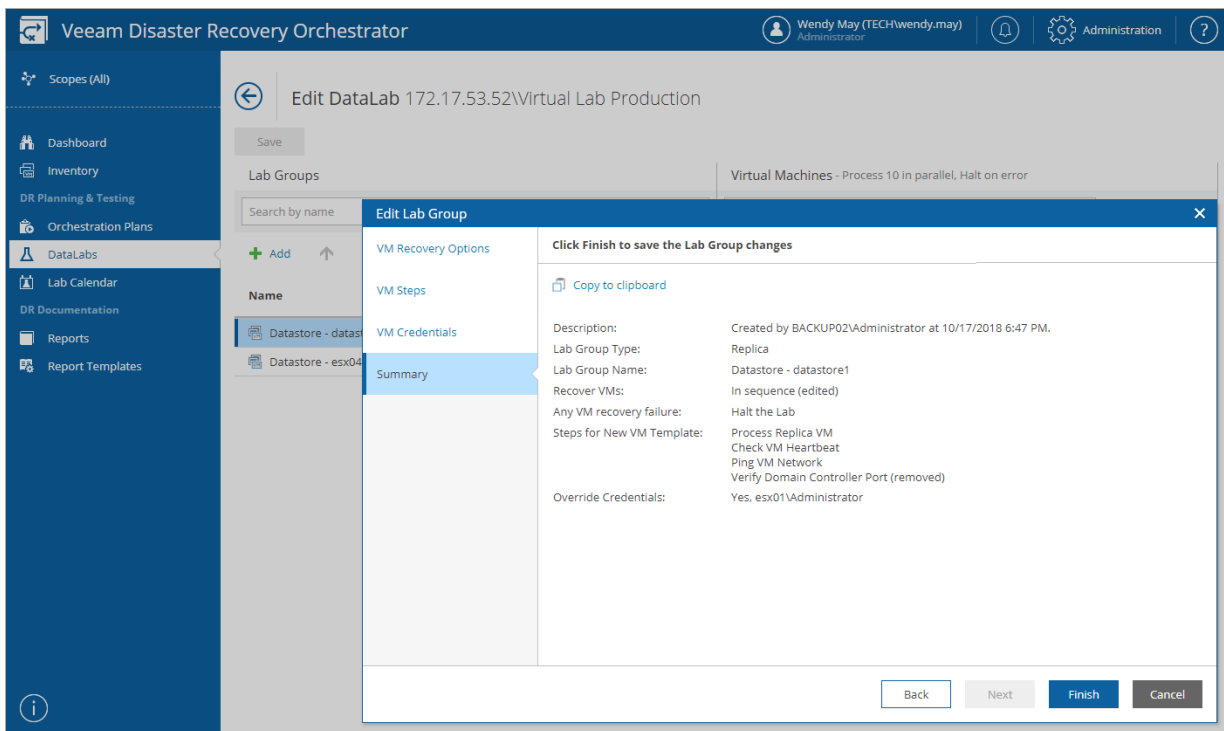 Veeam Disaster Recovery Orchestrator
Wendy May (TECH\wendy.may)
Administrator
Administration
?
Scopes (All)
Dashboard
Inventory
DR Planning & Testing
Orchestration Plans
DataLabs
Lab Calendar
DR Documentation
Reports
Report Templates
i
Edit DataLab 172.17.53.52\Virtual Lab Production
Save
Lab Groups
Virtual Machines - Process 10 in parallel, Halt on error
Search by name
Add
Name
Datastore - datast
Datastore - esx04
Edit Lab Group
VM Recovery Options
VM Steps
VM Credentials
Summary
Click Finish to save the Lab Group changes
Copy to clipboard
Description: Created by BACKUP02\Administrator at 10/17/2018 6:47 PM.
Lab Group Type: Replica
Lab Group Name: Datastore - datastore1
Recover VMs: In sequence (edited)
Any VM recovery failure: Halt the Lab
Steps for New VM Template: Process Replica VM
Check VM Heartbeat
Ping VM Network
Verify Domain Controller Port (removed)
Override Credentials: Yes, esx01\Administrator
Back Next Finish Cancel